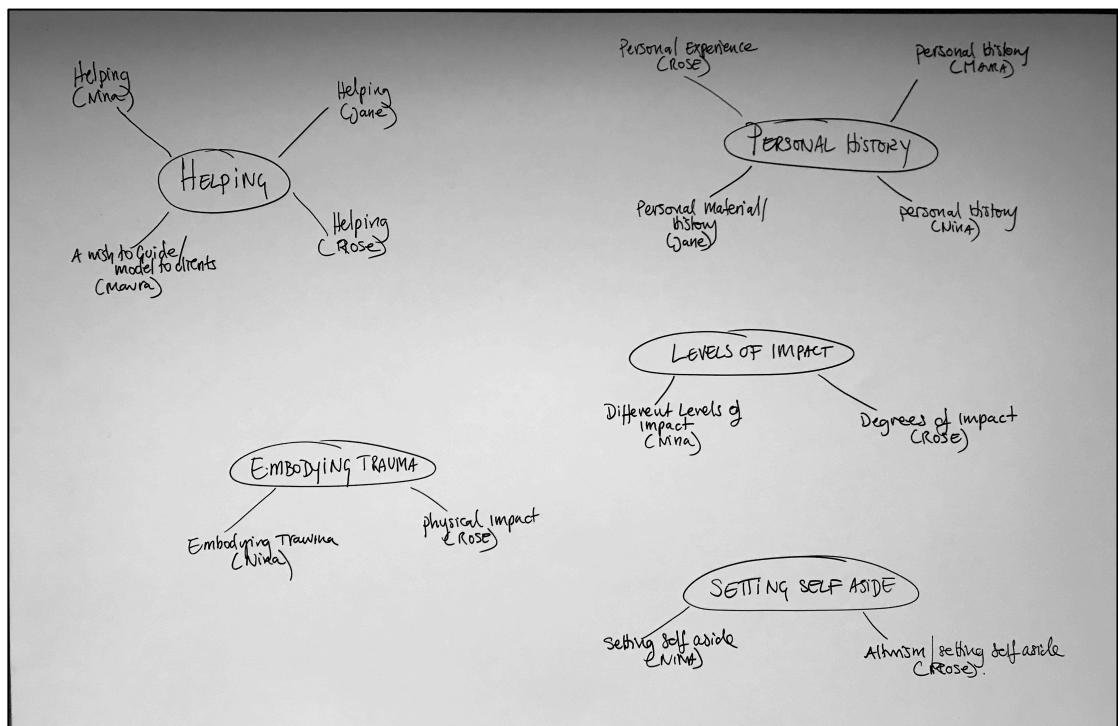 Helping
(Nina)
Helping
(Jane)
HELPING
A wish to Guide/
model to clients
(Maura)
Helping
(Rose)
Personal Experience
(ROSE)
personal History
(MAURA)
PERSONAL HISTORY
Personal Material/
History
(Jane)
personal History
(NINA)
LEVELS OF IMPACT
Different Levels of
Impact
(Nina)
Degrees of Impact
(ROSE)
EMBODYING TRAUMA
Embodying Trauma
(Nina)
physical impact
(ROSE)
SETTING SELF ASIDE
Setting Self aside
(NINA)
Altruism/setting self aside
(ROSE).